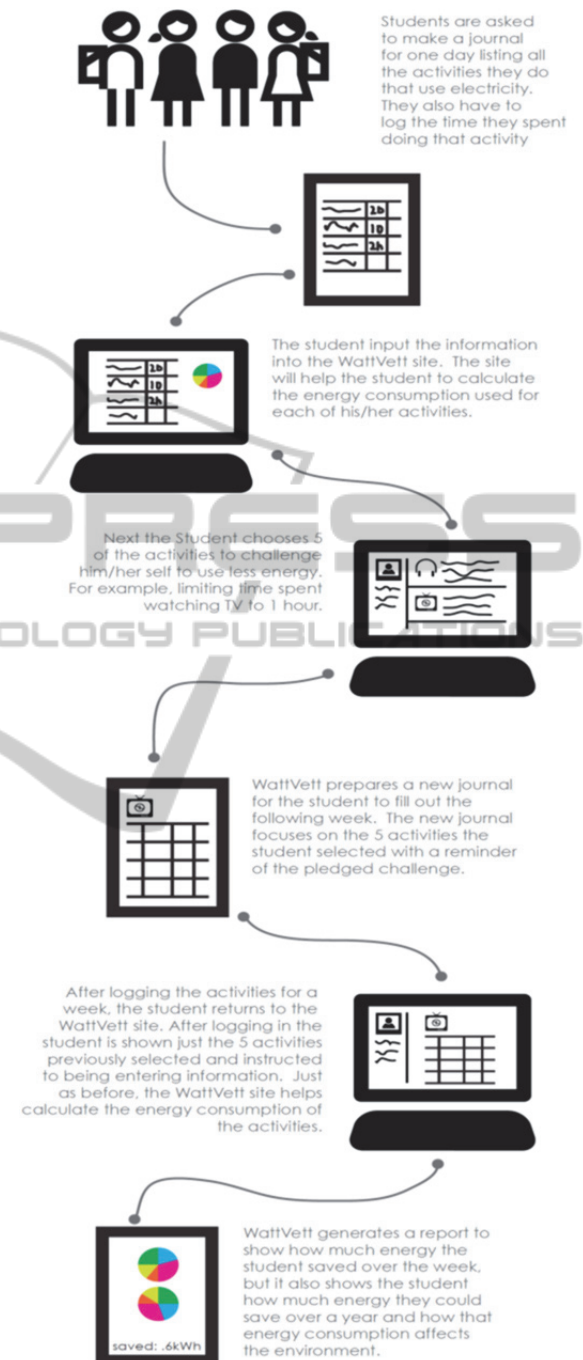 Students are asked
to make a journal
for one day listing all
the activities they do
that use electricity.
They also have to
log the time they spent
doing that activity
20
10
2h
The student input the information
into the WattVett site. The site
will help the student to calculate
the energy consumption used for
each of his/her activities.
20
10
2h
PRESS
Next the Student chooses 5
of the activities to challenge
him/her self to use less energy.
For example, limiting time spent
watching TV to 1 hour.
OLOGY PUBLICATIONS
WattVett prepares a new journal
for the student to fill out the
following week. The new journal
focuses on the 5 activities the
student selected with a reminder
of the pledged challenge.
After logging the activities for a
week, the student returns to the
WattVett site. After logging in the
student is shown just the 5 activities
previously selected and instructed
to being entering information. Just
as before, the WattVett site helps
calculate the energy consumption of
the activities.
WattVett generates a report to
show how much energy the
student saved over the week,
but it also shows the student
how much energy they could
save over a year and how that
energy consumption affects
the environment.
saved: .6kWh